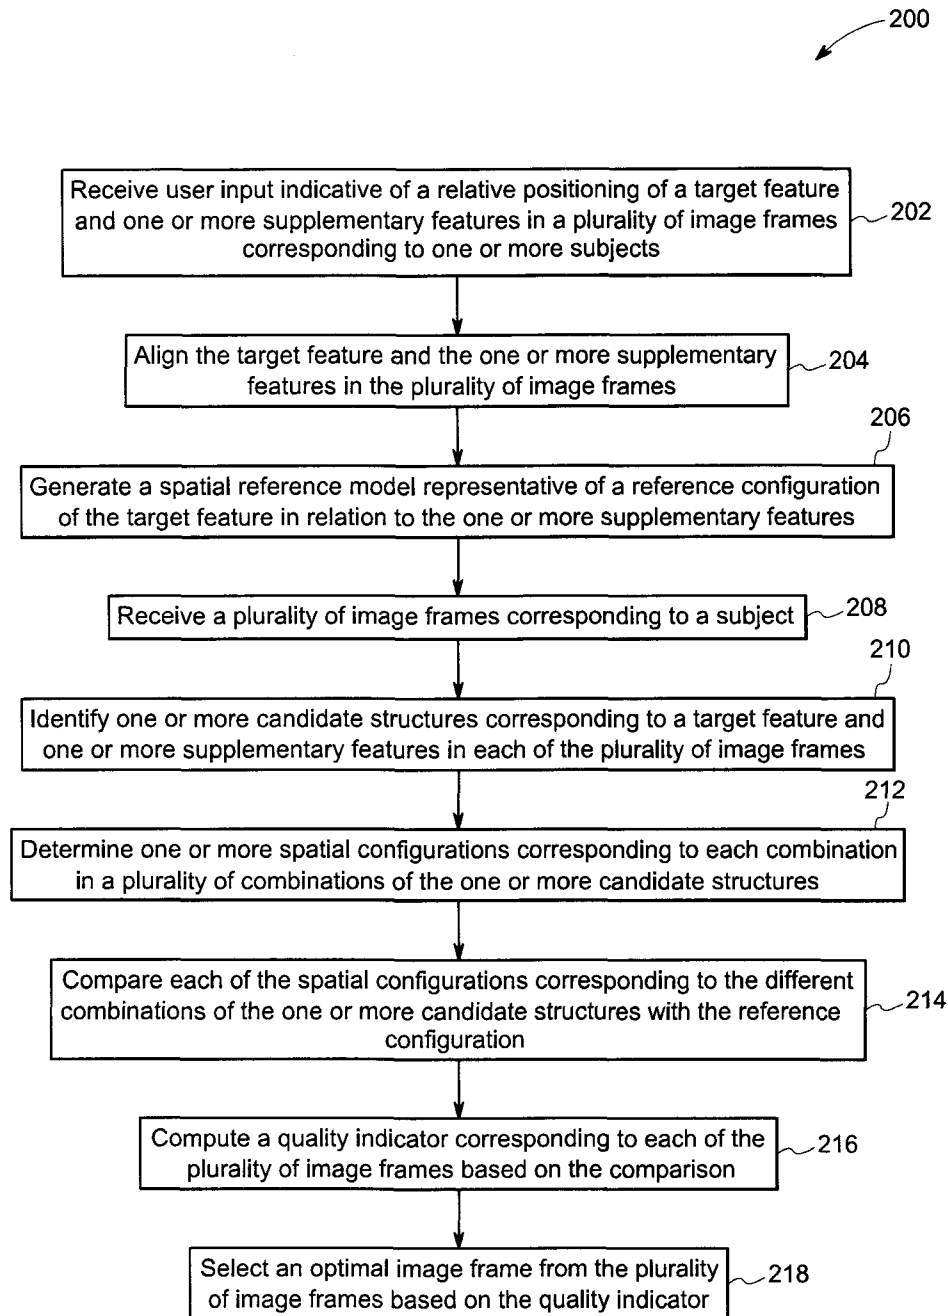 200
Receive user input indicative of a relative positioning of a target feature
and one or more supplementary features in a plurality of image frames
corresponding to one or more subjects
202
Align the target feature and the one or more supplementary
features in the plurality of image frames
204
206
Generate a spatial reference model representative of a reference configuration
of the target feature in relation to the one or more supplementary features
Receive a plurality of image frames corresponding to a subject
208
210
Identify one or more candidate structures corresponding to a target feature and
one or more supplementary features in each of the plurality of image frames
212
Determine one or more spatial configurations corresponding to each combination
in a plurality of combinations of the one or more candidate structures
Compare each of the spatial configurations corresponding to the different
combinations of the one or more candidate structures with the reference
configuration
214
Compute a quality indicator corresponding to each of the
plurality of image frames based on the comparison
216
Select an optimal image frame from the plurality
of image frames based on the quality indicator
218